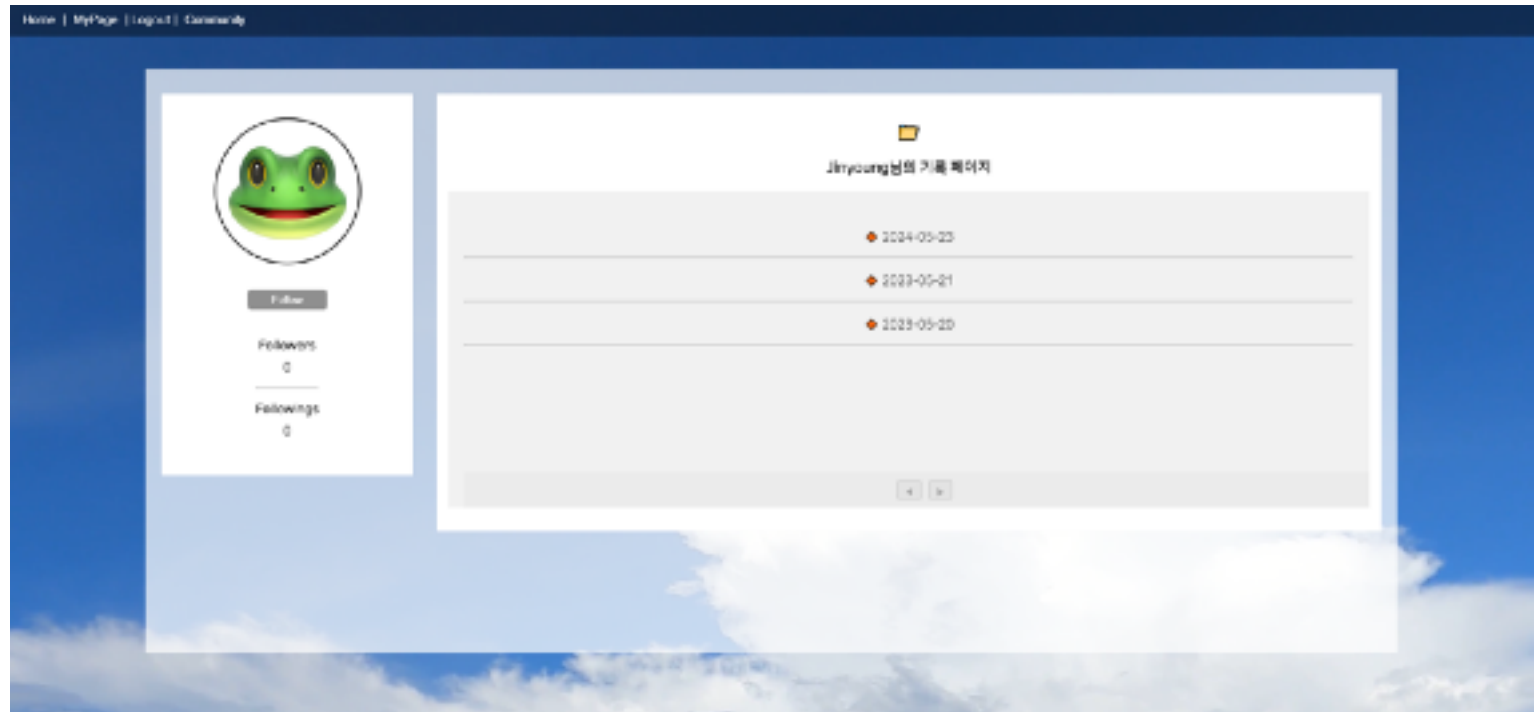 Home | MyPage | Logout | Community
Follow
Followers
0
Followings
0
Jinyoung님의 기록 페이지
2024-05-23
2023-05-21
2023-05-20